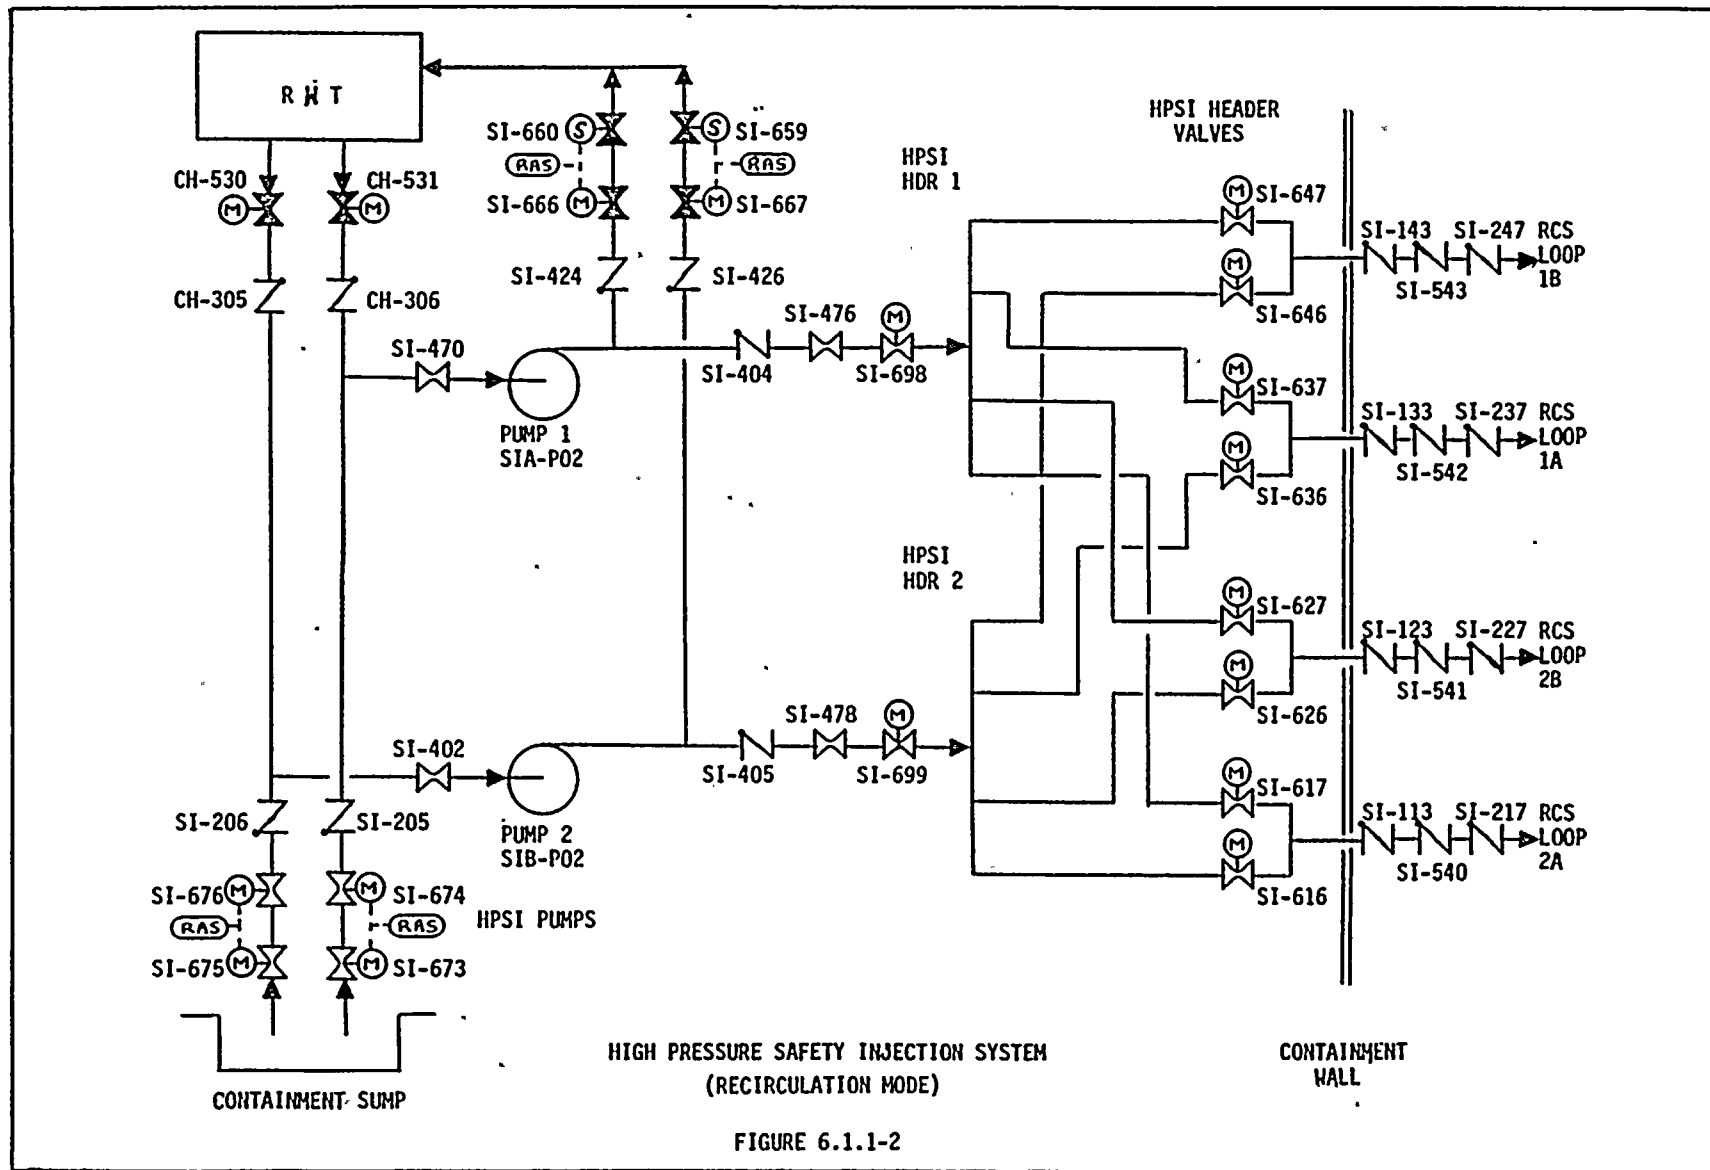 RWT
SI-660
S
S
SI-659
RAS
RAS
SI-666
M
M
SI-667
CH-530
CH-531
M
M
HPSI
HDR 1
HPSI HEADER
VALVES
M
SI-647
SI-143
SI-247
RCS
LOOP
1B
SI-543
M
SI-646
SI-424
SI-426
CH-305
CH-306
SI-470
SI-404
SI-476
M
SI-698
PUMP 1
SIA-P02
M
SI-637
SI-133
SI-237
RCS
LOOP
1A
SI-542
M
SI-636
HPSI
HDR 2
M
SI-627
SI-123
SI-227
RCS
LOOP
2B
SI-541
M
SI-626
SI-402
SI-405
SI-478
M
SI-699
PUMP 2
SIB-P02
M
SI-617
SI-113
SI-217
RCS
LOOP
2A
SI-540
M
SI-616
SI-206
SI-205
SI-676
M
M
SI-674
RAS
RAS
HPSI PUMPS
SI-675
M
M
SI-673
CONTAINMENT SUMP
HIGH PRESSURE SAFETY INJECTION SYSTEM
(RECIRCULATION MODE)
CONTAINMENT
WALL
FIGURE 6.1.1-2